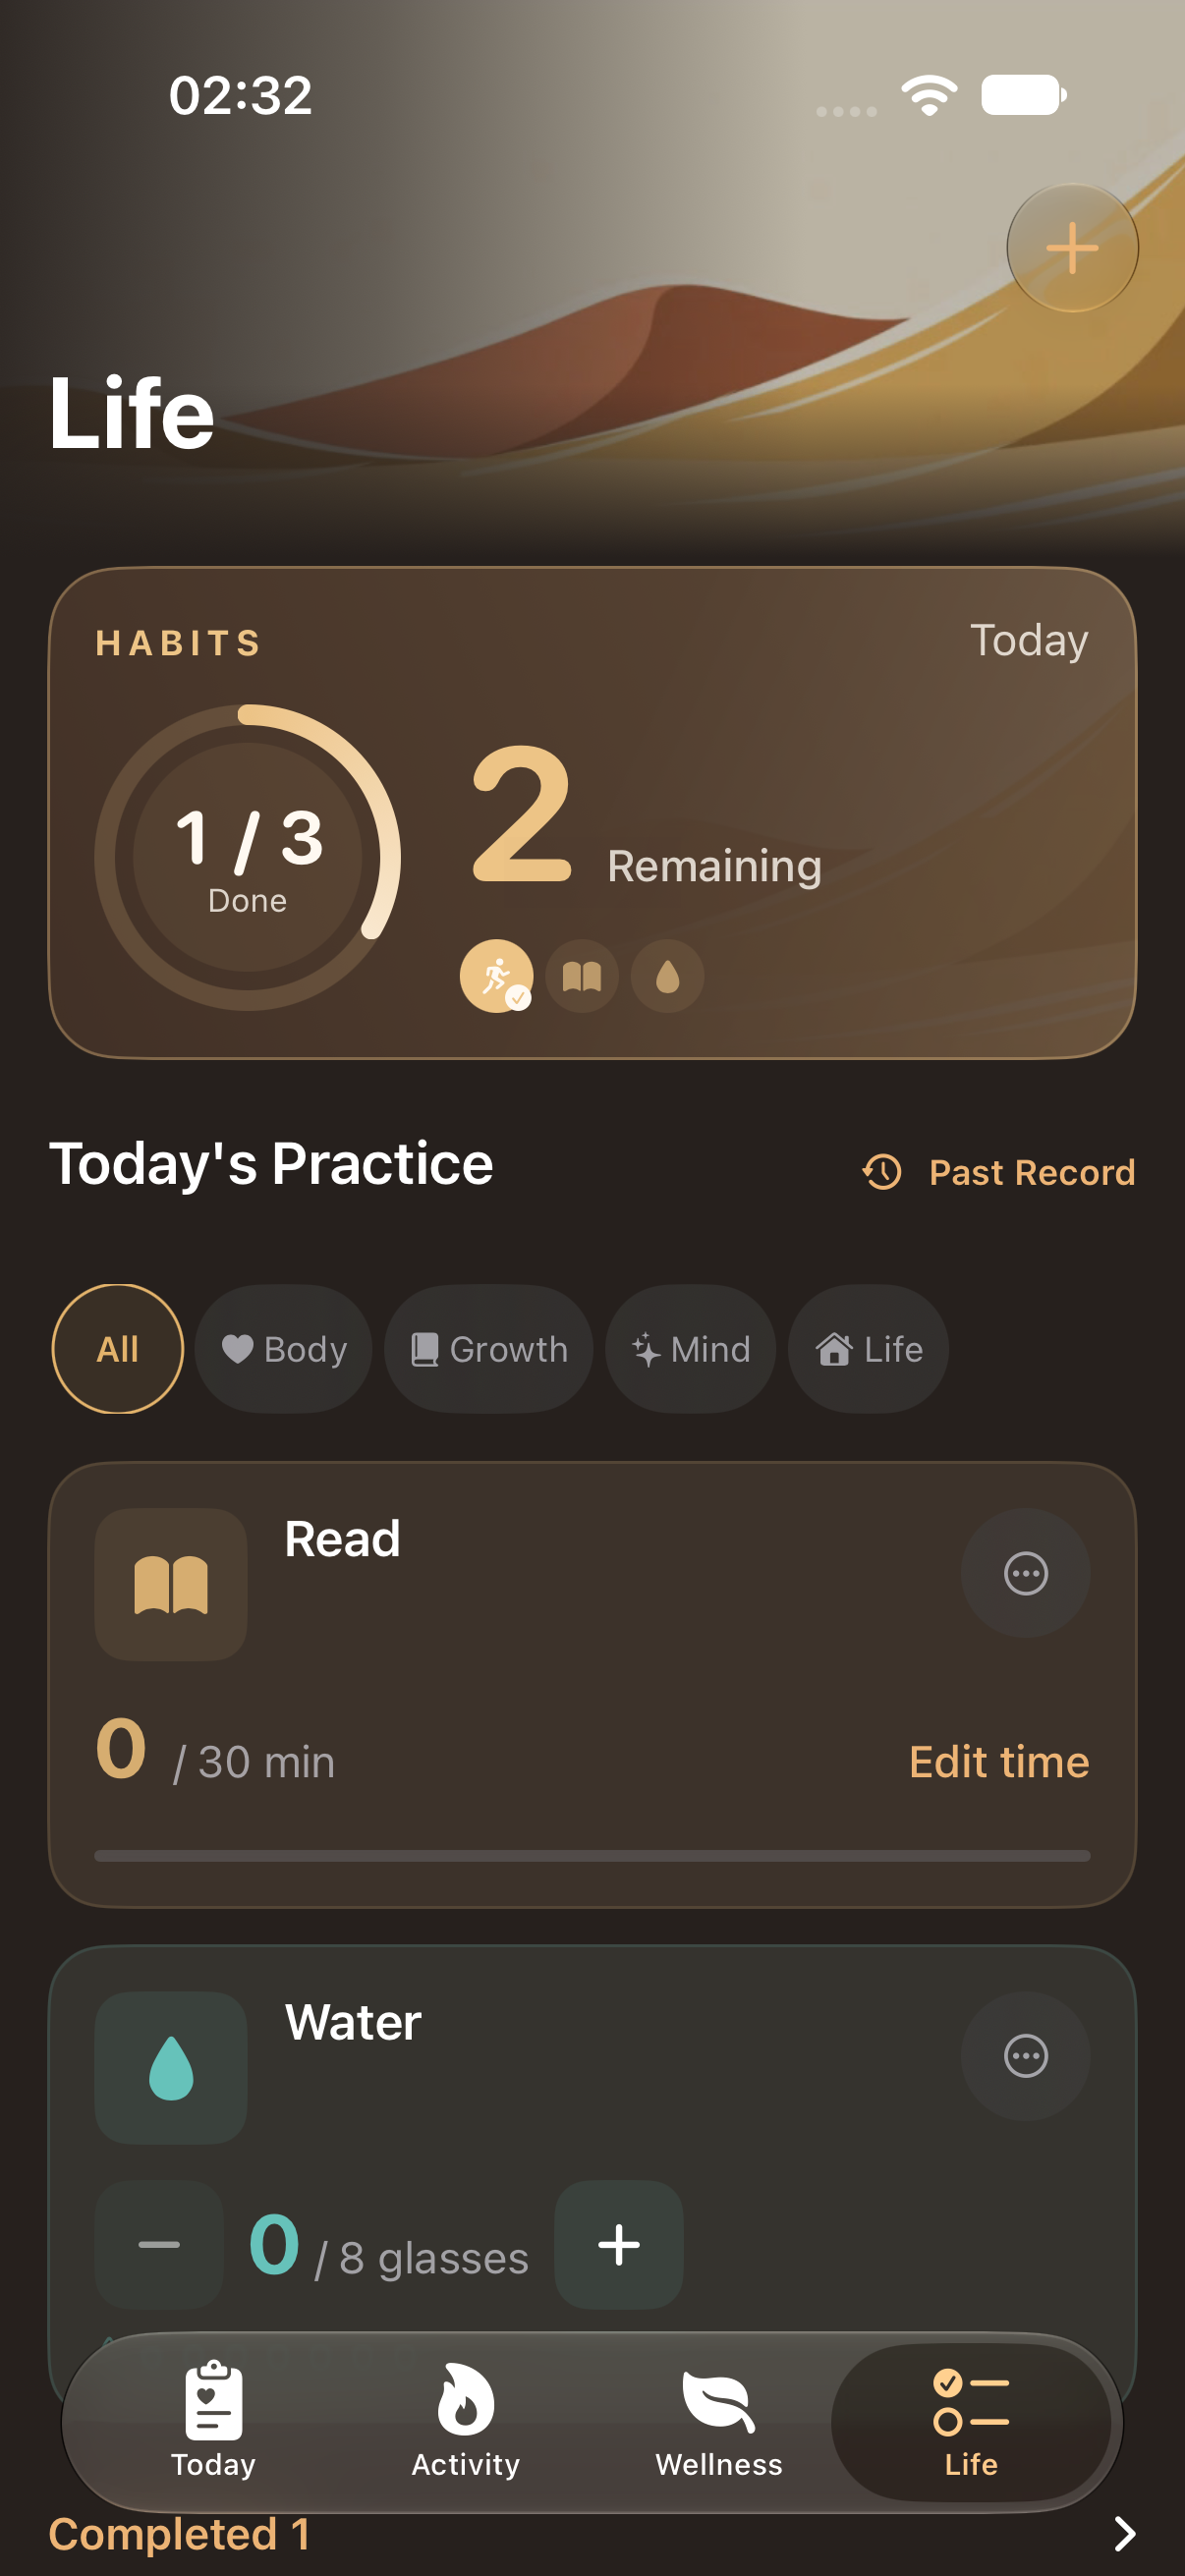 02:32
Life
HABITS
Today
1 / 3
Done
2 Remaining
Today's Practice
Past Record
All
Body
Growth
Mind
Life
Read
0 / 30 min
Edit time
Water
0 / 8 glasses
Today
Activity
Wellness
Life
Completed 1